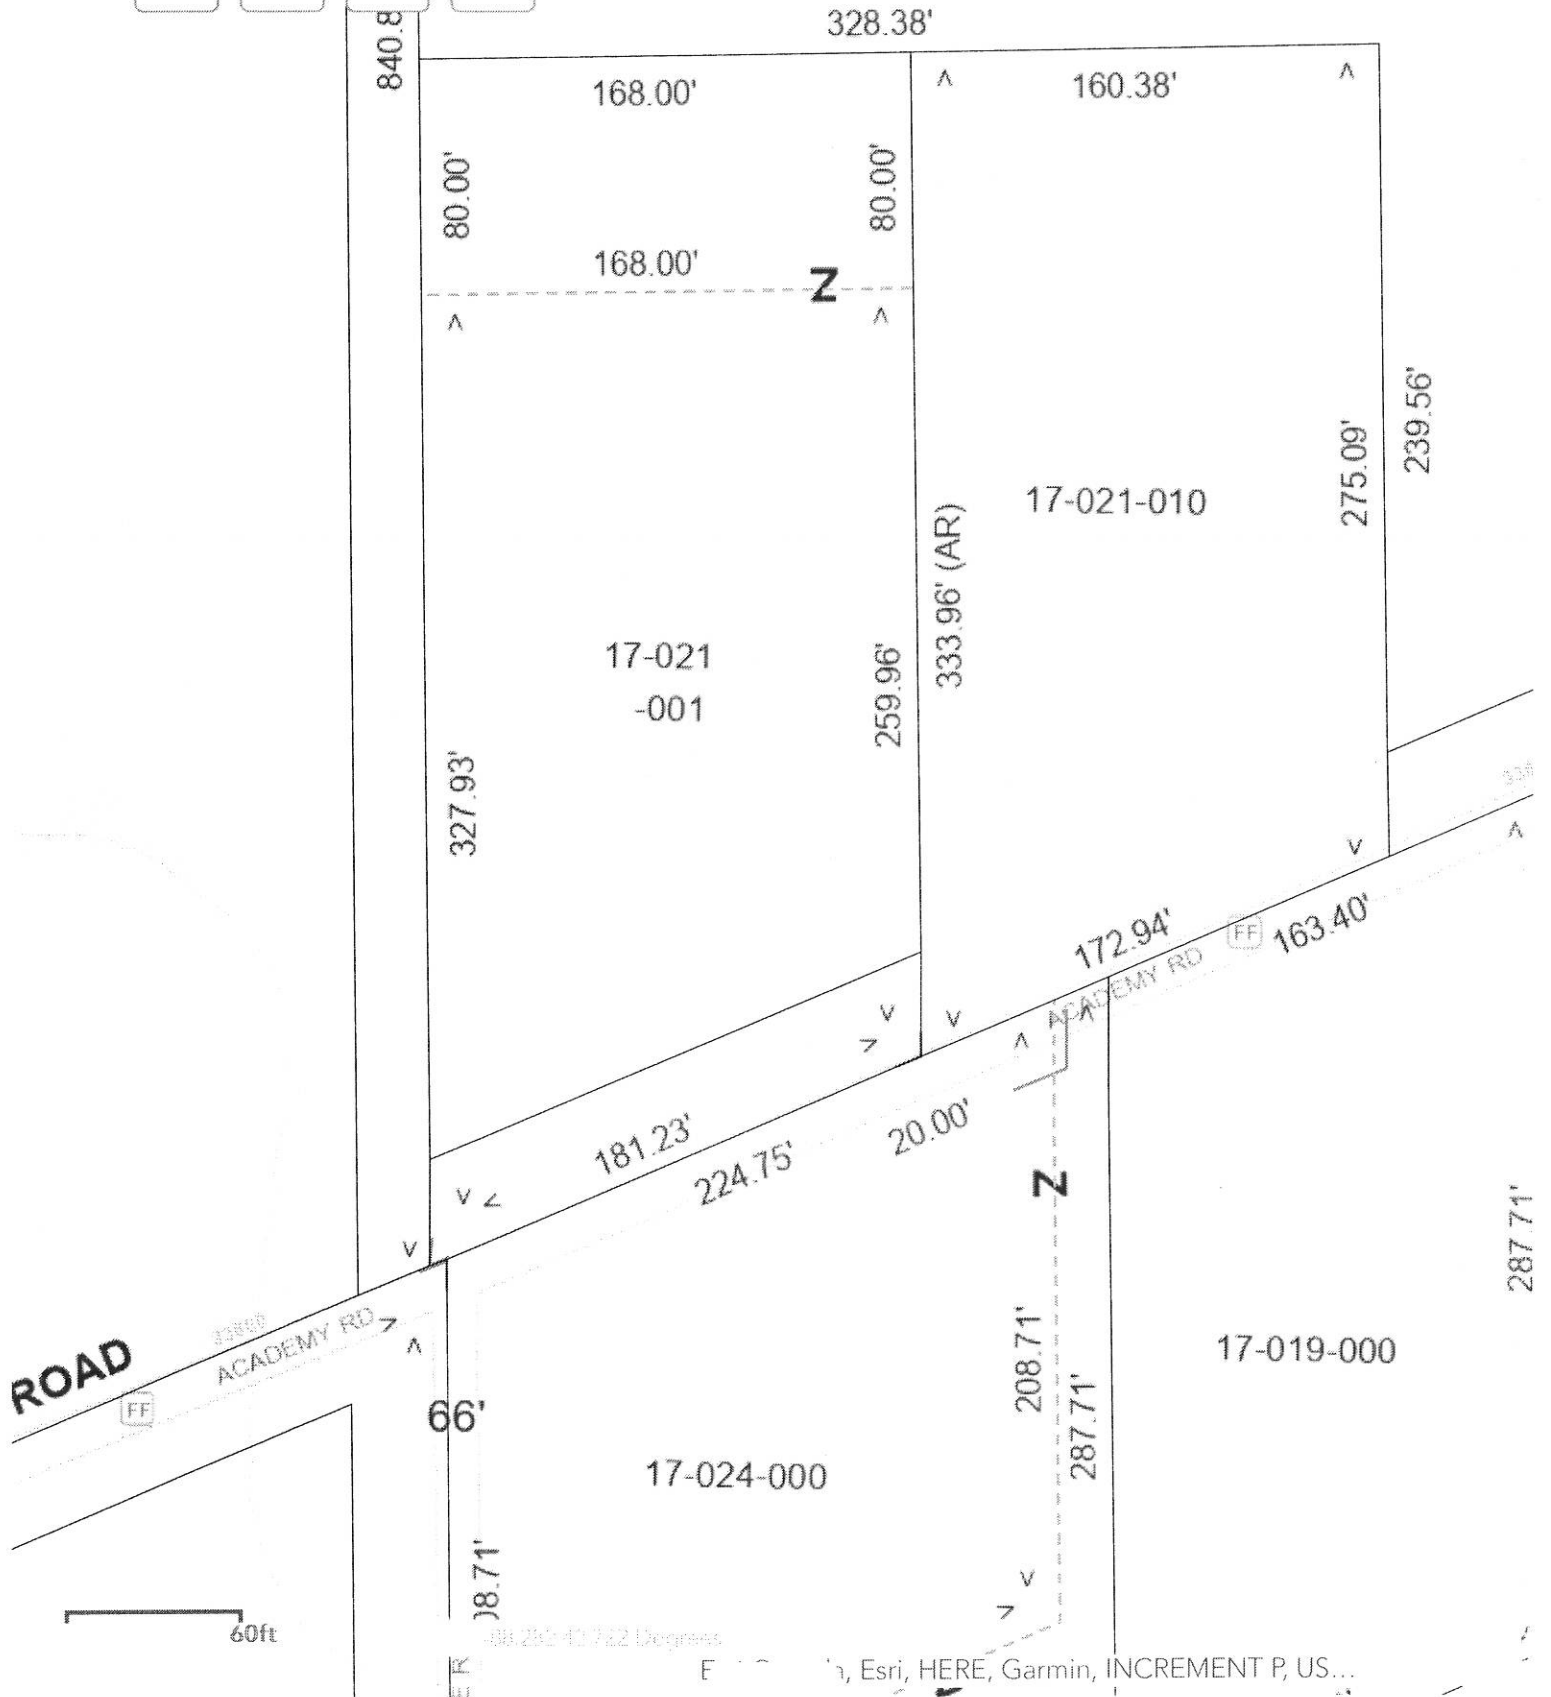 328.38'
840.8
168.00'
160.38'
80.00'
80.00'
168.00'
Z
239.56'
275.09'
17-021-010
333.96' (AR)
17-021
-001
259.96'
327.93'
172.94'
FF
163.40'
ACADEMY RD
20.00'
181.23'
224.75'
Z
287.71'
ROAD
ACADEMY RD
FF
66'
208.71'
287.71'
17-019-000
17-024-000
08.71'
60ft
Degrees
Esri, HERE, Garmin, INCREMENT P, US...